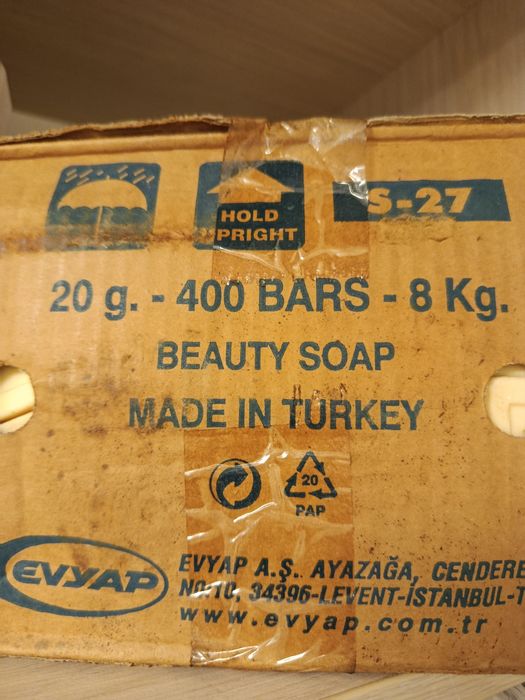 S-27
HOLD
UPRIGHT
20 g. - 400 BARS - 8 Kg.
BEAUTY SOAP
MADE IN TURKEY
20
PAP
EVYAP
EVYAP A.Ş. AYAZAĞA, CENDERE
NO:10, 34396-LEVENT-İSTANBUL-T
www.evyap.com.tr